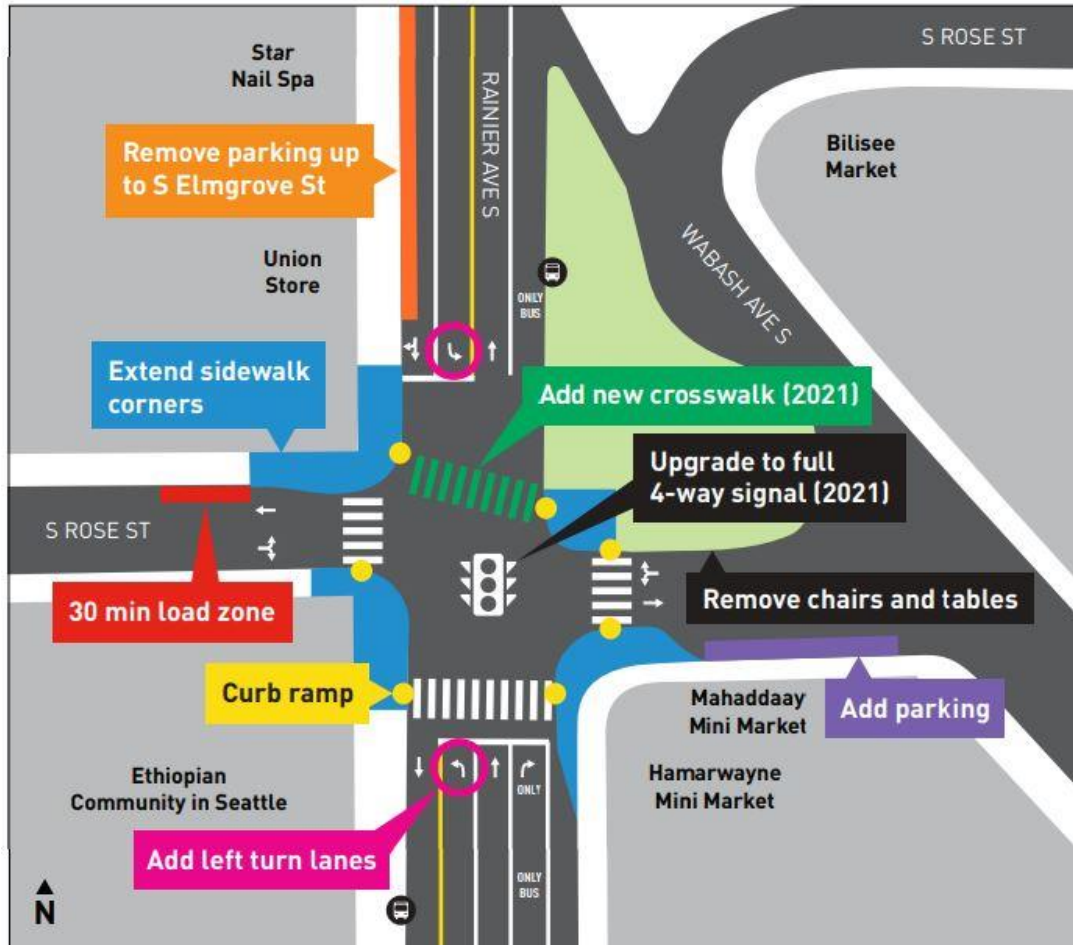 S ROSE ST
Star
Nail Spa
RAINIER AVE S
Bilisee
Market
Remove parking up
to S Elmgrove St
WABASH AVE S
Union
Store
ONLY
BUS
Extend sidewalk
corners
Add new crosswalk (2021)
Upgrade to full
4-way signal (2021)
S ROSE ST
30 min load zone
Remove chairs and tables
Curb ramp
Mahaddaay
Mini Market
Add parking
Ethiopian
Community in Seattle
Hamarwayne
Mini Market
ONLY
Add left turn lanes
ONLY
BUS
N